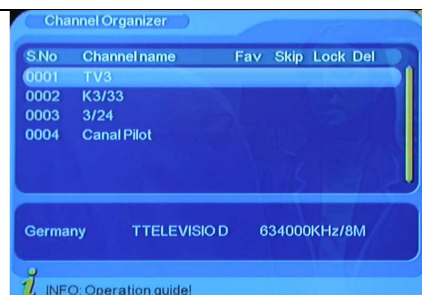 Channel Organizer
S.No Channel name Fav Skip Lock Del
0001 TV3
0002 K3/33
0003 3/24
0004 Canal Pilot
Germany TTELEVISIO D 634000KHz/8M
INFO: Operation guide!